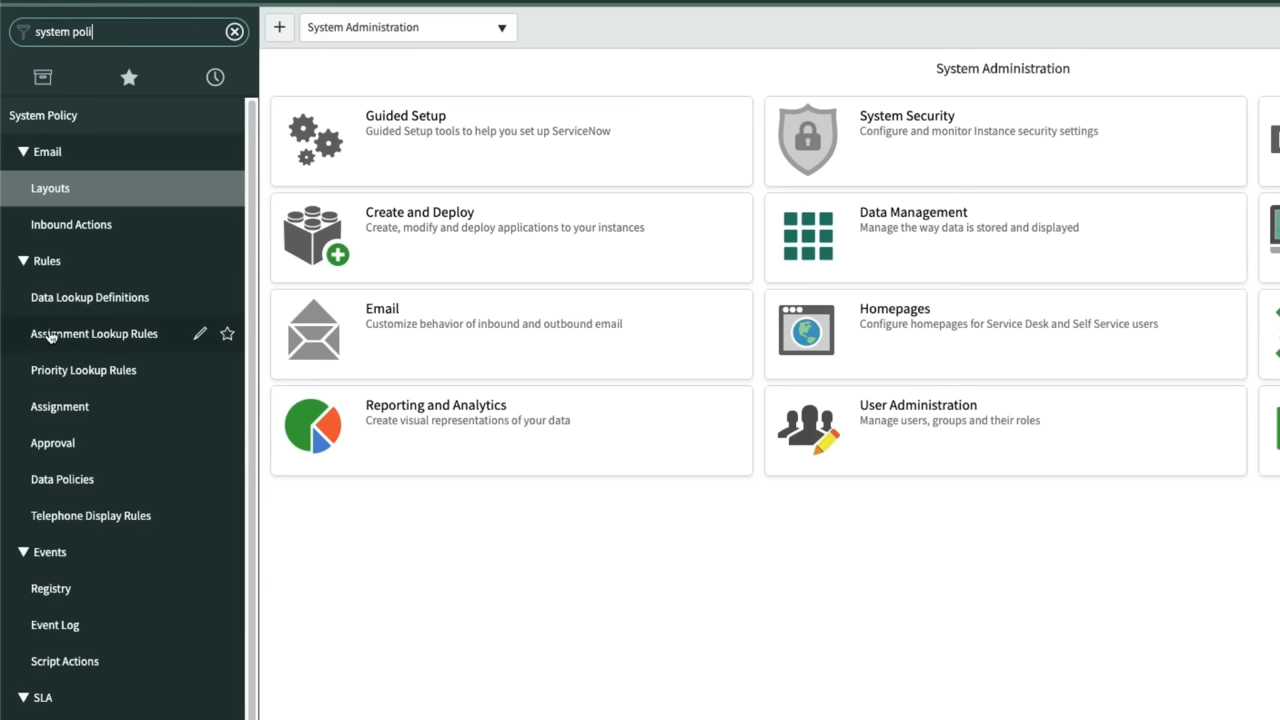 system poli
System Administration
System Policy
Email
Layouts
Inbound Actions
Rules
Data Lookup Definitions
Assignment Lookup Rules
Priority Lookup Rules
Assignment
Approval
Data Policies
Telephone Display Rules
Events
Registry
Event Log
Script Actions
SLA
System Administration
Guided Setup
Guided Setup tools to help you set up ServiceNow
System Security
Configure and monitor Instance security settings
Create and Deploy
Create, modify and deploy applications to your instances
Data Management
Manage the way data is stored and displayed
Email
Customize behavior of inbound and outbound email
Homepages
Configure homepages for Service Desk and Self Service users
Reporting and Analytics
Create visual representations of your data
User Administration
Manage users, groups and their roles